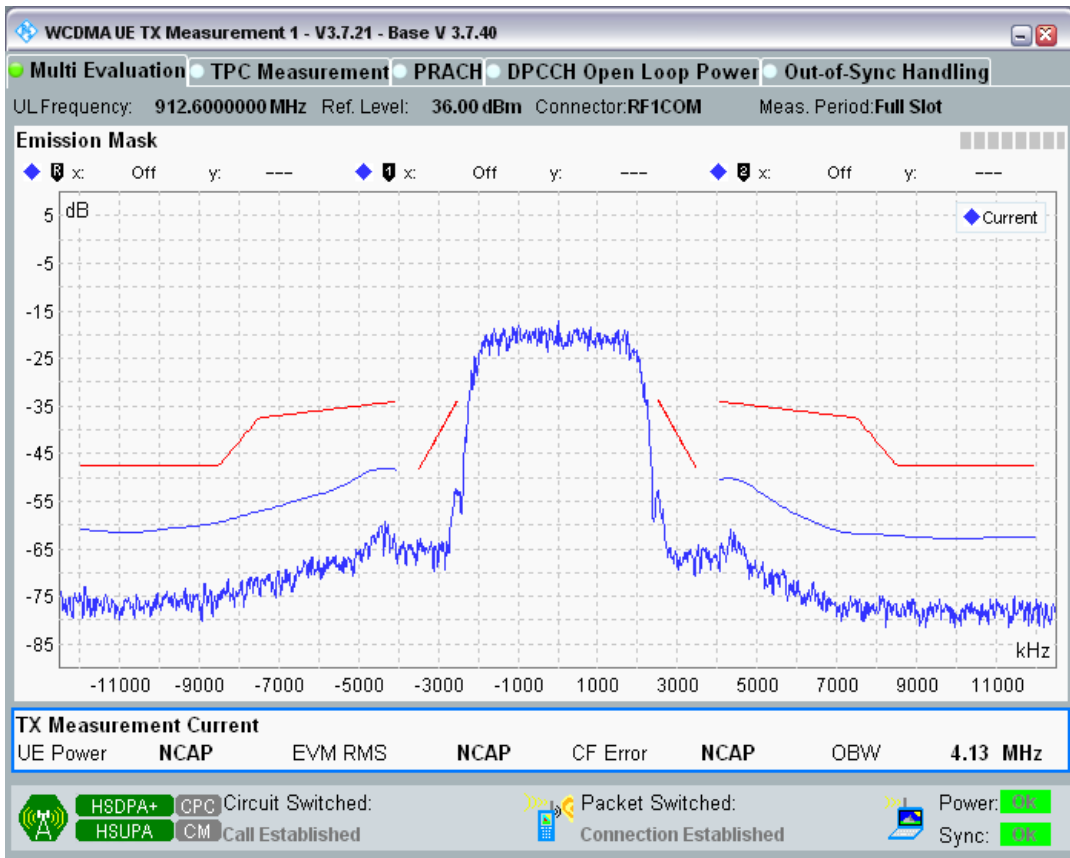 WCDMA UE TX Measurement 1 - V3.7.21 - Base V 3.7.40
Multi Evaluation TPC Measurement PRACH DPCCH Open Loop Power Out-of-Sync Handling
UL Frequency: 912.6000000 MHz Ref. Level: 36.00 dBm Connector:RF1COM Meas. Period:Full Slot
Emission Mask
R x: Off y: --- 1 x: Off y: --- 2 x: Off y: ---
dB
Current
5
-5
-15
-25
-35
-45
-55
-65
-75
-85
kHz
-11000 -9000 -7000 -5000 -3000 -1000 1000 3000 5000 7000 9000 11000
TX Measurement Current
UE Power NCAP EVM RMS NCAP CF Error NCAP OBW 4.13 MHz
HSDPA+ CPC Circuit Switched: Packet Switched: Power: Ok
HSUPA CM Call Established Connection Established Sync: Ok